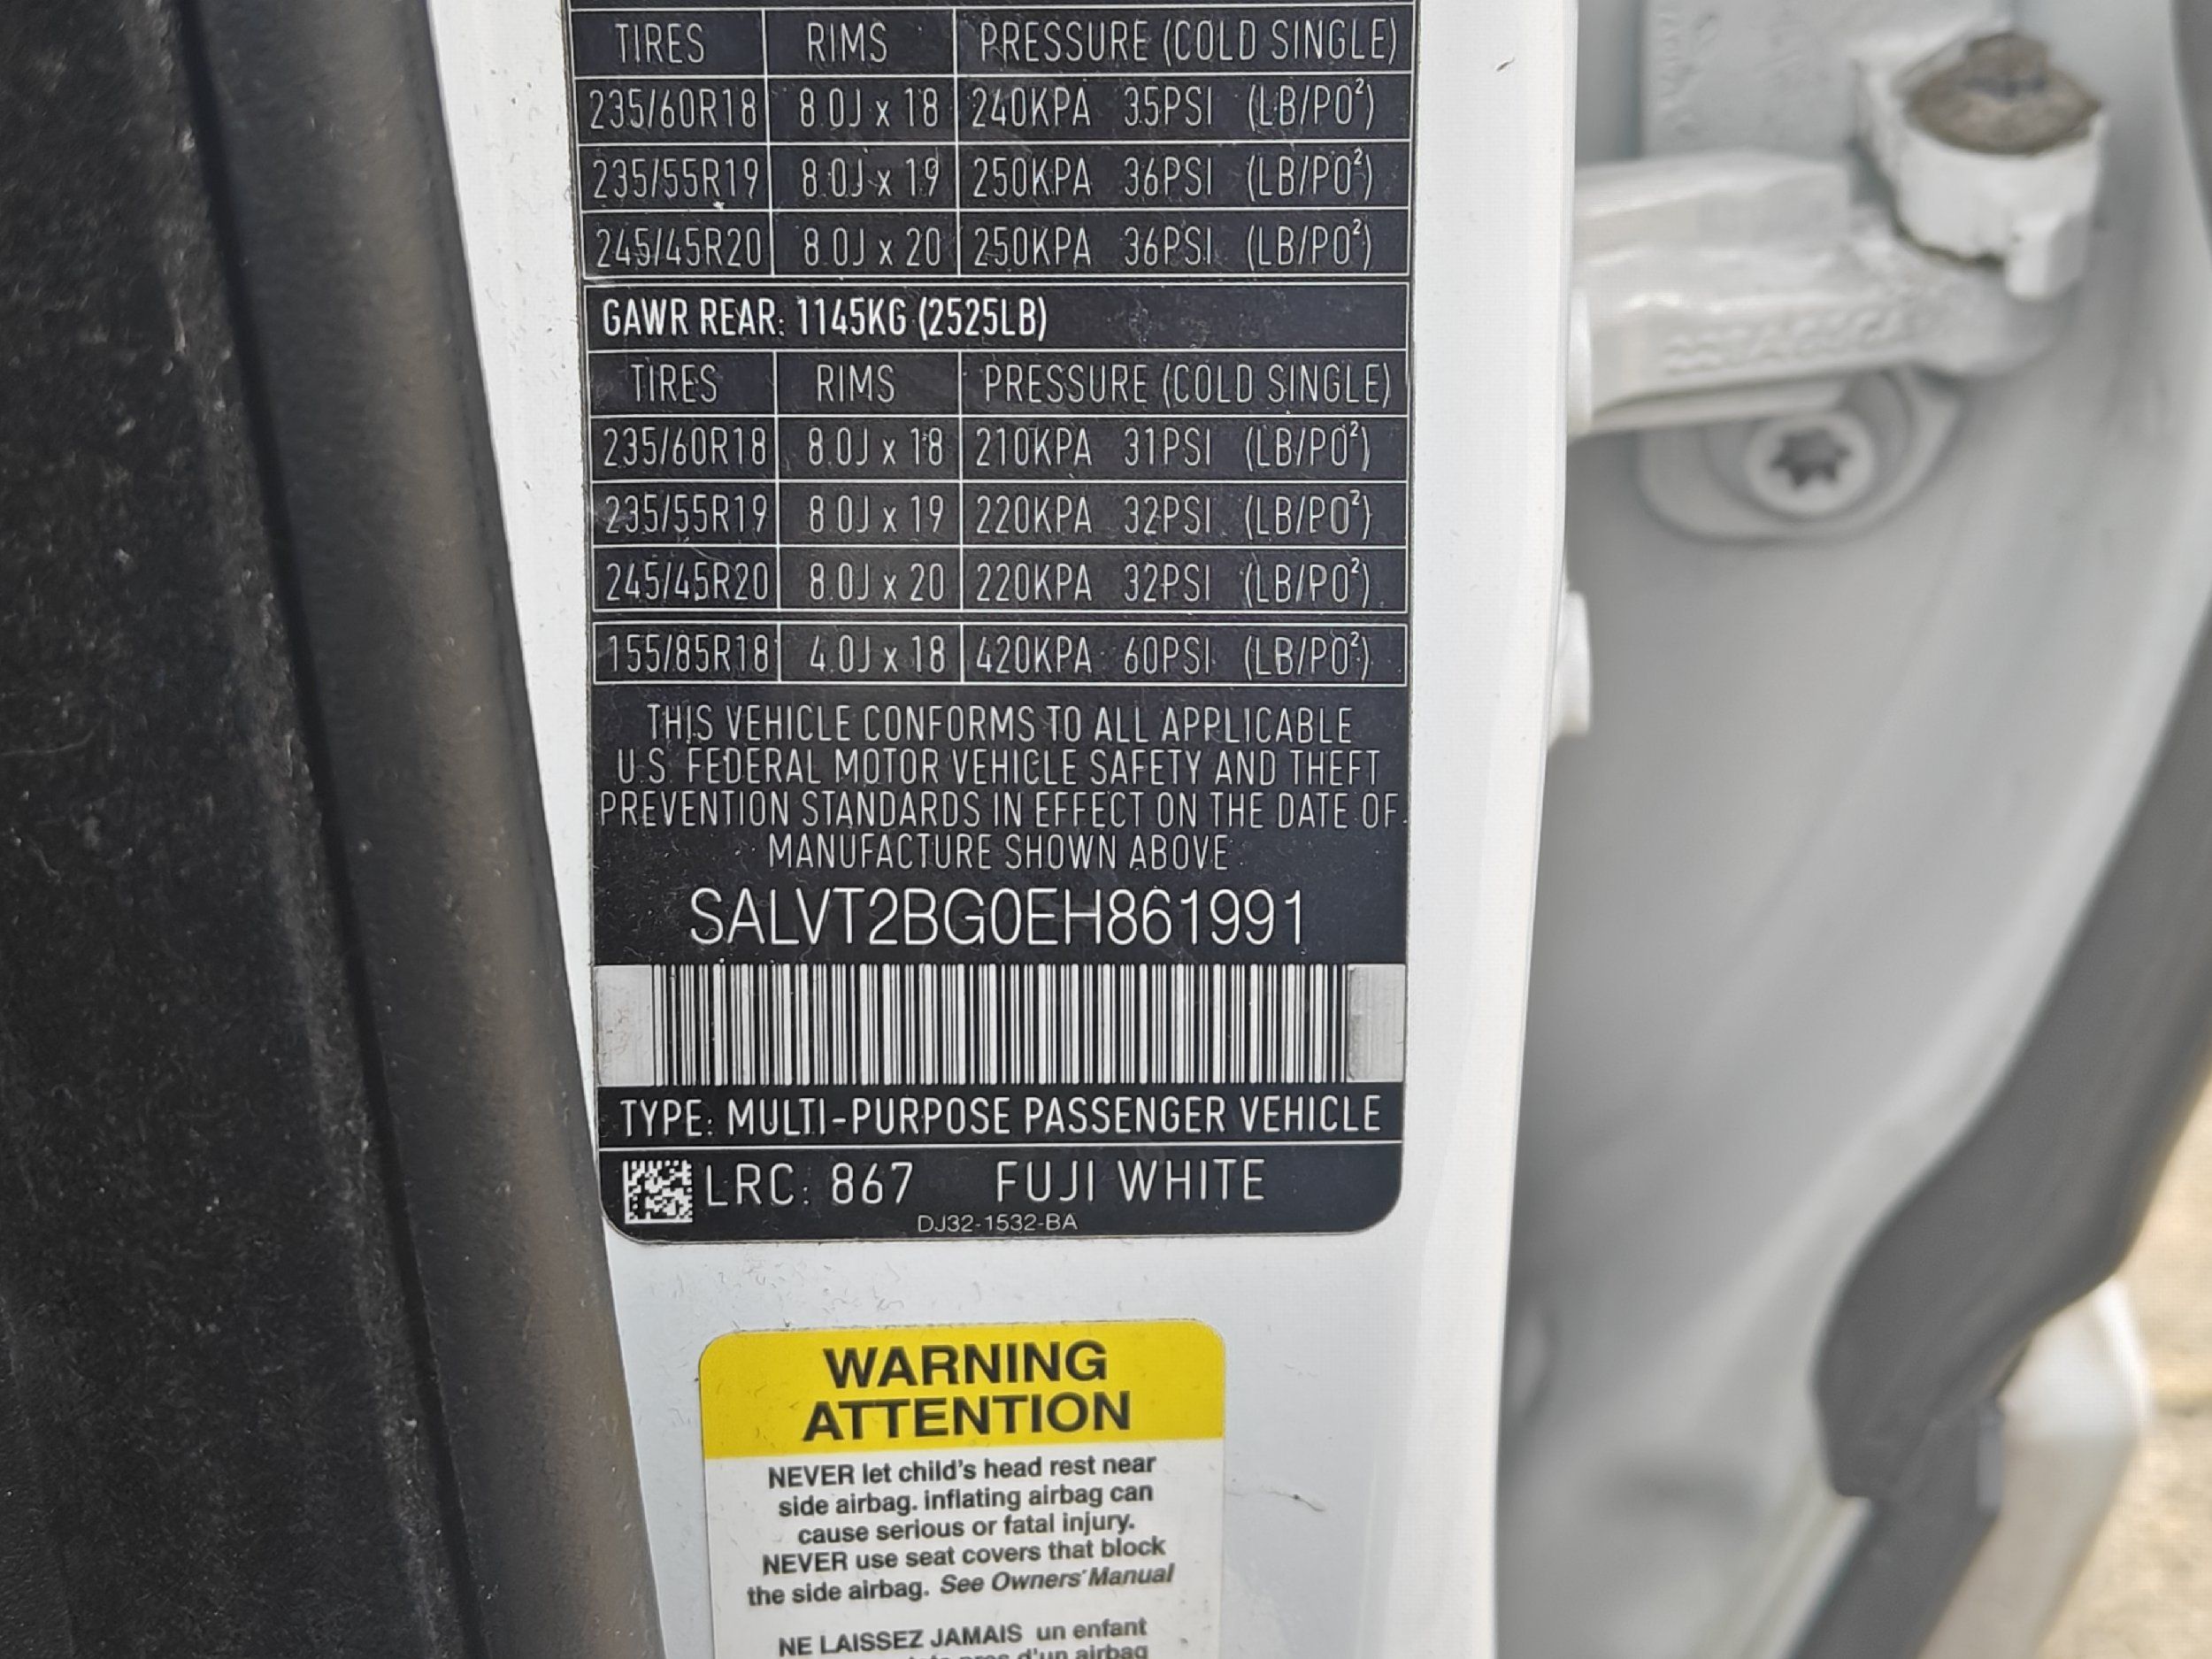 TIRES RIMS PRESSURE (COLD SINGLE)
235/60R18 8.0J x 18 240KPA 35PSI (LB/PO²)
235/55R19 8.0J x 19 250KPA 36PSI (LB/PO²)
245/45R20 8.0J x 20 250KPA 36PSI (LB/PO²)
GAWR REAR: 1145KG (2525LB)
TIRES RIMS PRESSURE (COLD SINGLE)
235/60R18 8.0J x 18 210KPA 31PSI (LB/PO²)
235/55R19 8.0J x 19 220KPA 32PSI (LB/PO²)
245/45R20 8.0J x 20 220KPA 32PSI (LB/PO²)
155/85R18 4.0J x 18 420KPA 60PSI (LB/PO²)
THIS VEHICLE CONFORMS TO ALL APPLICABLE
U.S. FEDERAL MOTOR VEHICLE SAFETY AND THEFT
PREVENTION STANDARDS IN EFFECT ON THE DATE OF
MANUFACTURE SHOWN ABOVE
SALVT2BG0EH861991
TYPE: MULTI-PURPOSE PASSENGER VEHICLE
LRC: 867 FUJI WHITE
DJ32-1532-BA
WARNING
ATTENTION
NEVER let child's head rest near
side airbag. inflating airbag can
cause serious or fatal injury.
NEVER use seat covers that block
the side airbag. See Owners' Manual
NE LAISSEZ JAMAIS un enfant
d'un airbag